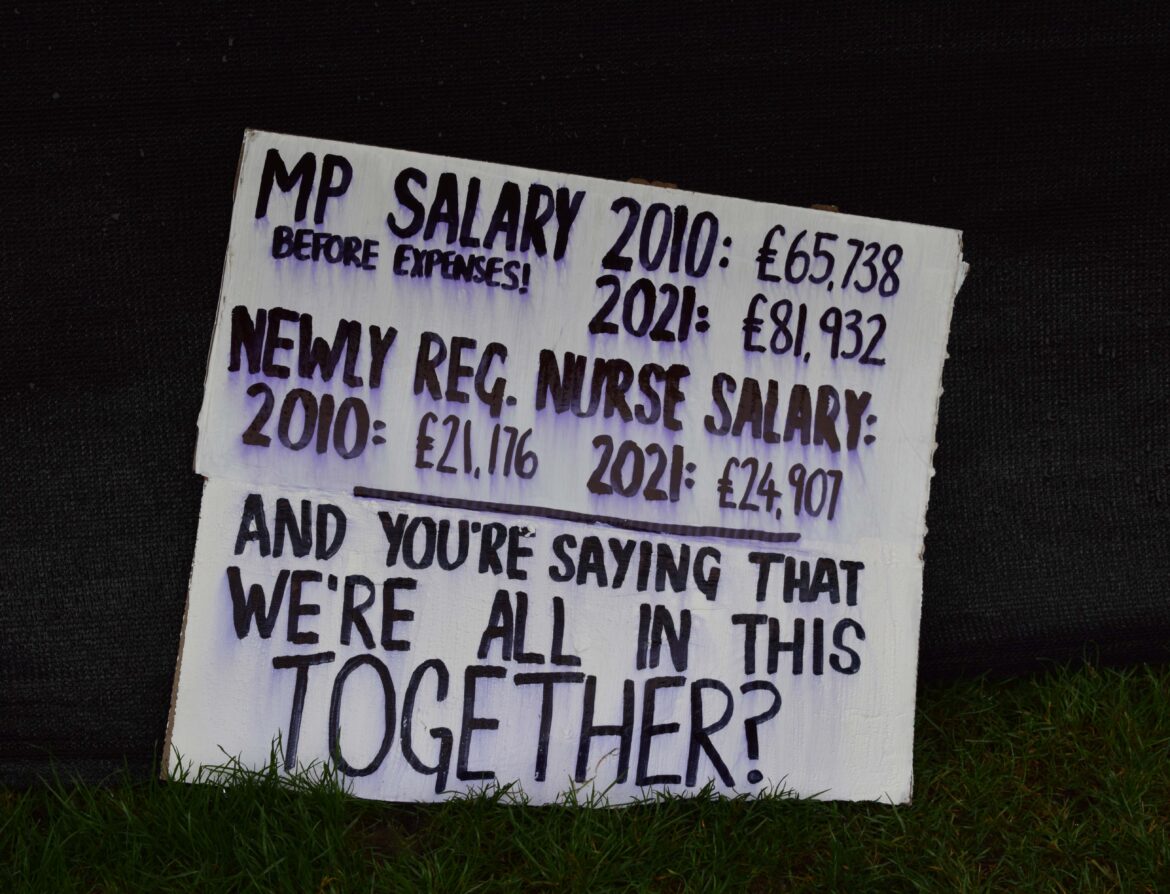 MP SALARY 2010: £65,738
BEFORE EXPENSES! 2021: £81,932
NEWLY REG. NURSE SALARY:
2010: £21,176 2021: £24,907
AND YOU'RE SAYING THAT
WE'RE ALL IN THIS
TOGETHER?